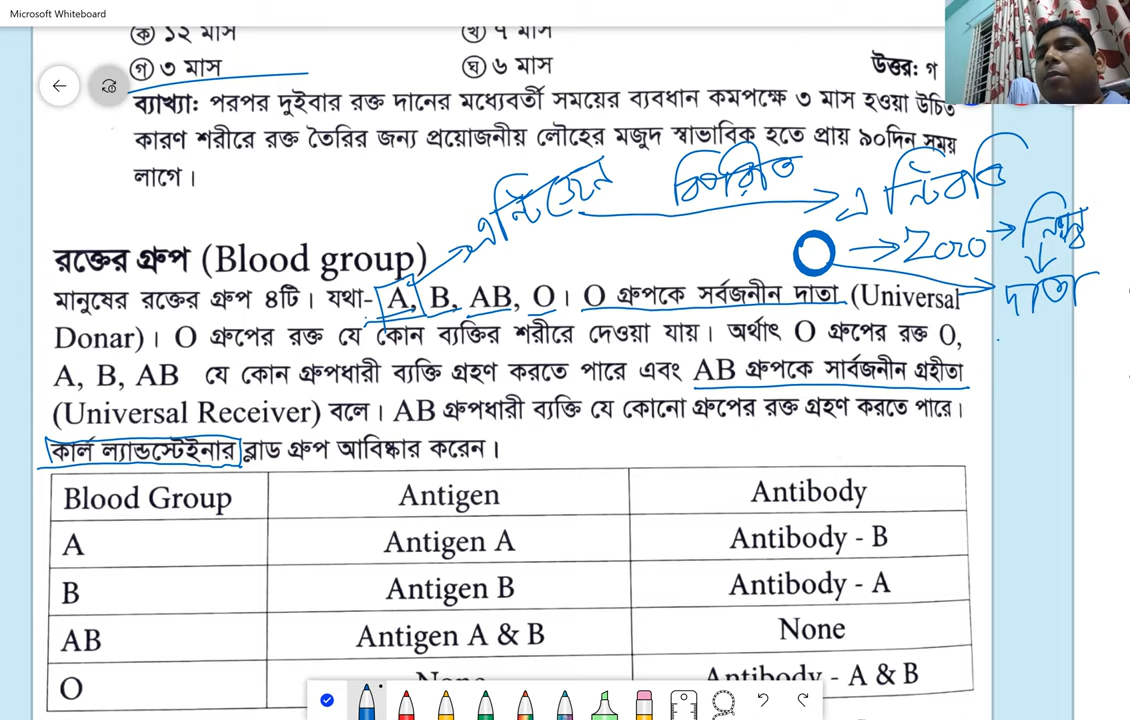 Microsoft Whiteboard
ক ১২ মাস
খ ৭ মাস
গ ৩ মাস
ঘ ৬ মাস
উত্তর: গ
ব্যাখ্যা: পরপর দুইবার রক্ত দানের মধ্যেবর্তী সময়ের ব্যবধান কমপক্ষে ৩ মাস হওয়া উচিত
কারণ শরীরে রক্ত তৈরির জন্য প্রয়োজনীয় লৌহের মজুদ স্বাভাবিক হতে প্রায় ৯০দিন সময়
লাগে।
এন্টিজেন
বিপরীত
এন্টিবডি
Zoro
নিঃস্ব
দাতা
রক্তের গ্রুপ (Blood group)
মানুষের রক্তের গ্রুপ ৪টি। যথা- A, B, AB, O। O গ্রুপকে সর্বজনীন দাতা (Universal
Donar)। O গ্রুপের রক্ত যে কোন ব্যক্তির শরীরে দেওয়া যায়। অর্থাৎ O গ্রুপের রক্ত O,
A, B, AB যে কোন গ্রুপধারী ব্যক্তি গ্রহণ করতে পারে এবং AB গ্রুপকে সার্বজনীন গ্রহীতা
(Universal Receiver) বলে। AB গ্রুপধারী ব্যক্তি যে কোনো গ্রুপের রক্ত গ্রহণ করতে পারে।
কার্ল ল্যান্ডস্টেইনার ব্লাড গ্রুপ আবিষ্কার করেন।
Blood Group Antigen Antibody
A Antigen A Antibody - B
B Antigen B Antibody - A
AB Antigen A & B None
O None Antibody - A & B